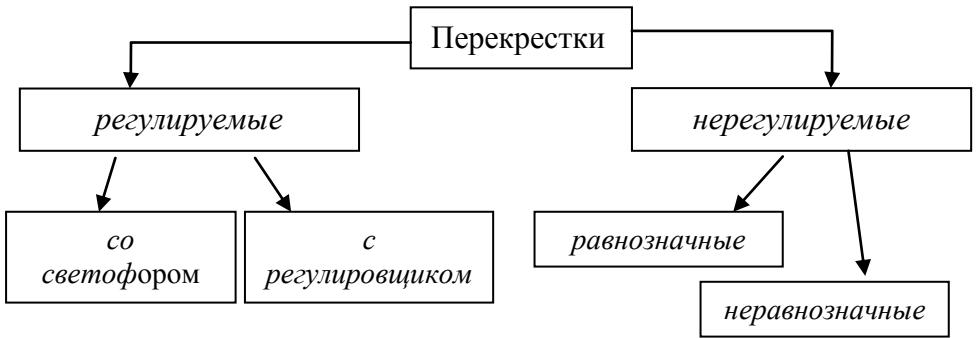 Перекрестки
регулируемые
нерегулируемые
со
светофором
с
регулировщиком
равнозначные
неравнозначные